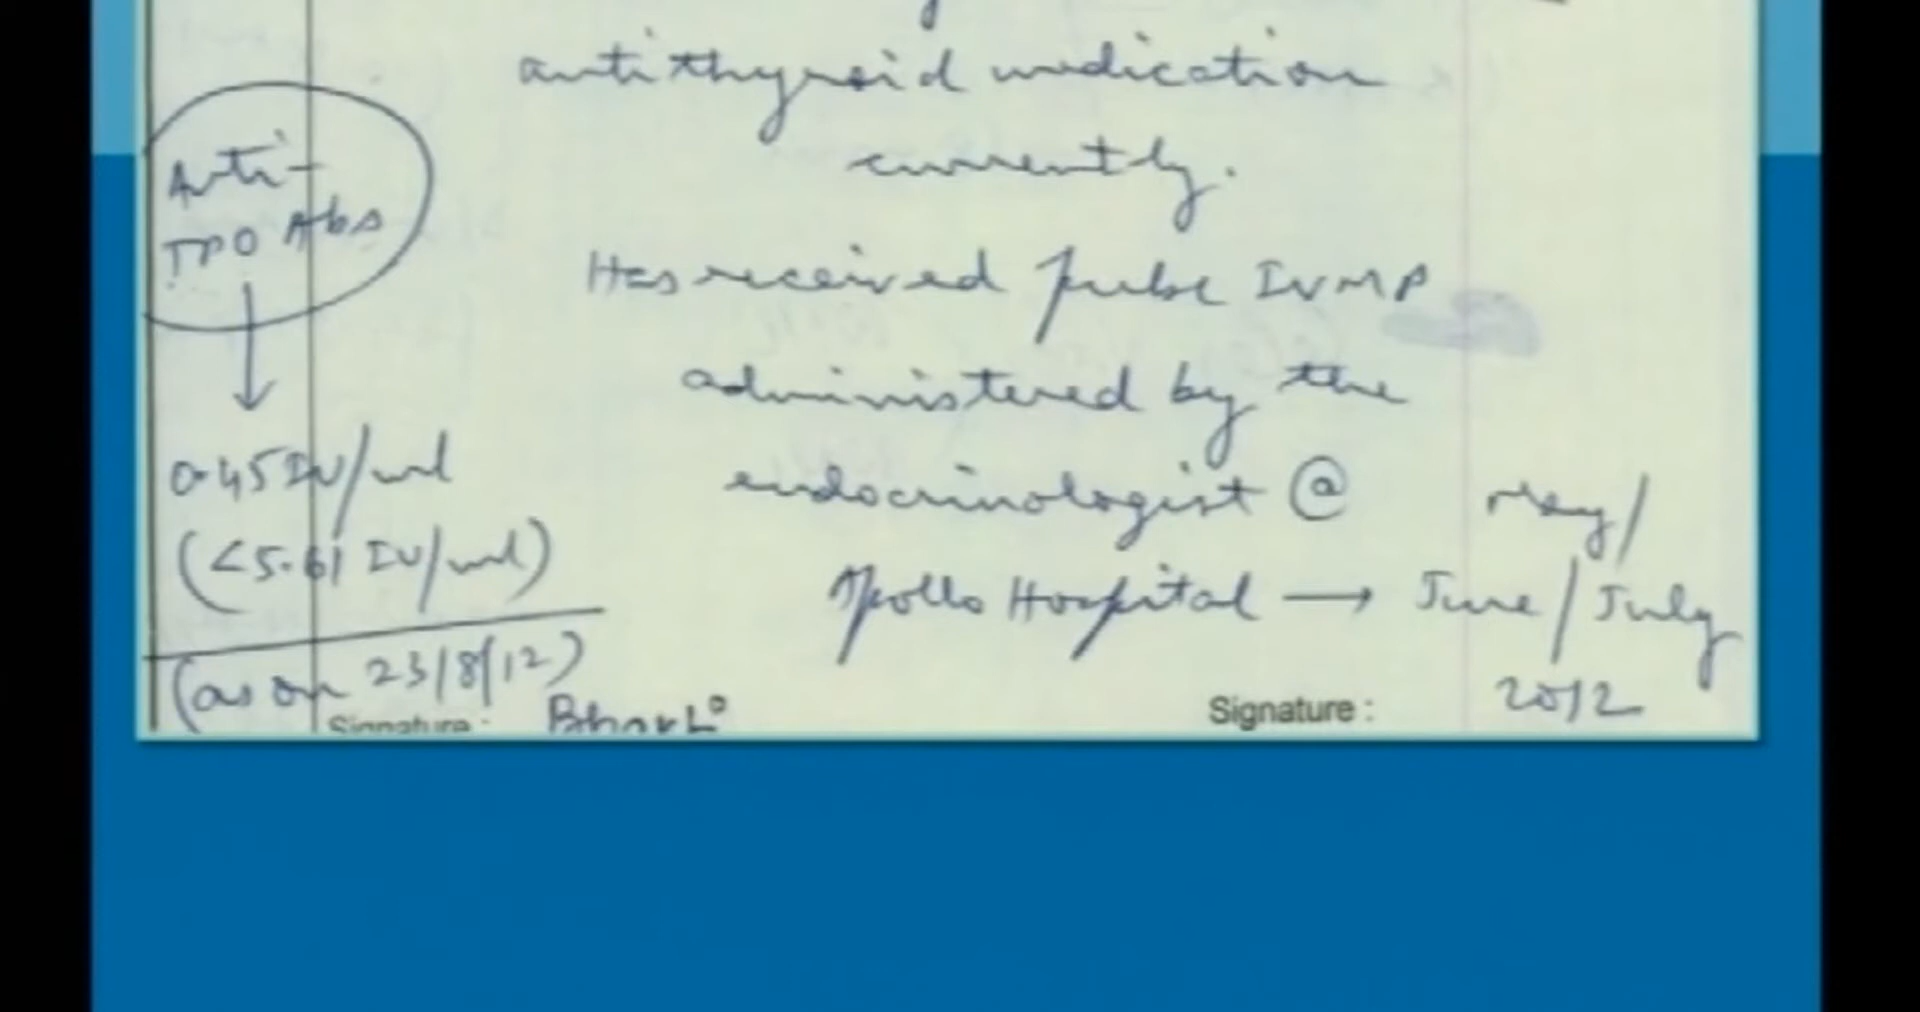 antithyroid medication
currently.
Anti-
TPO Abs
Has received pulse IVMP
administered by the
endocrinologist @ May/
Apollo Hospital → June/July
2012
0.45 IU/ml
(<5.61 IU/ml)
(as on 23/8/12)
Signature :
Signature :